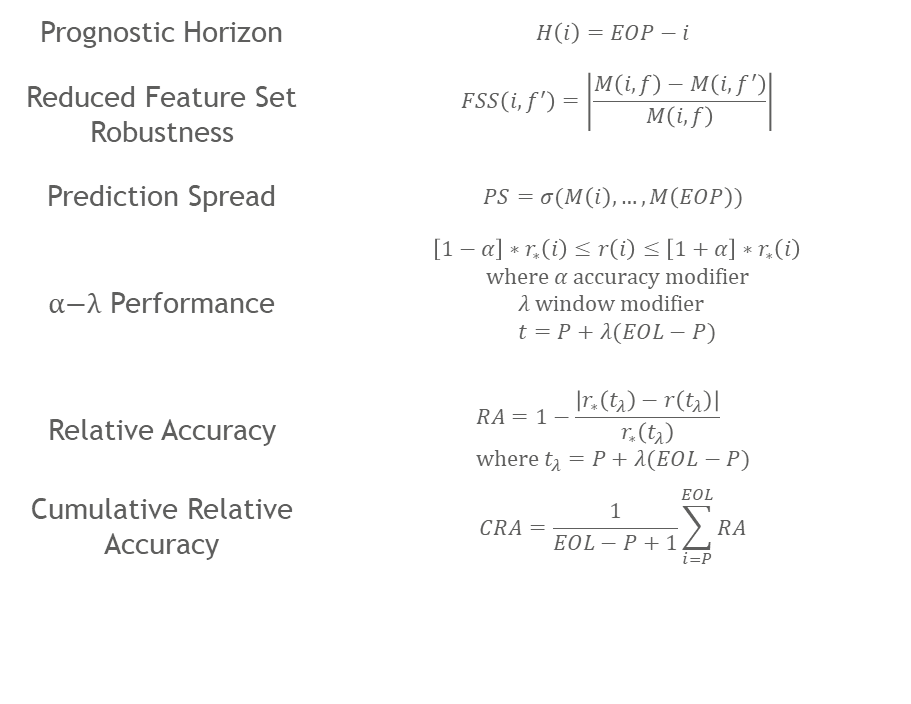 Prognostic Horizon
H(i) = EOP − i
Reduced Feature Set
Robustness
FSS(i, f′) = |M(i, f) − M(i, f′) / M(i, f)|
Prediction Spread
PS = σ(M(i), … , M(EOP))
α−λ Performance
[1 − α] ∗ r∗(i) ≤ r(i) ≤ [1 + α] ∗ r∗(i)
where α accuracy modifier
λ window modifier
t = P + λ(EOL − P)
Relative Accuracy
RA = 1 − |r∗(tλ) − r(tλ)| / r∗(tλ)
where tλ = P + λ(EOL − P)
Cumulative Relative
Accuracy
CRA = 1 / EOL − P + 1 ∑ i=P EOL RA